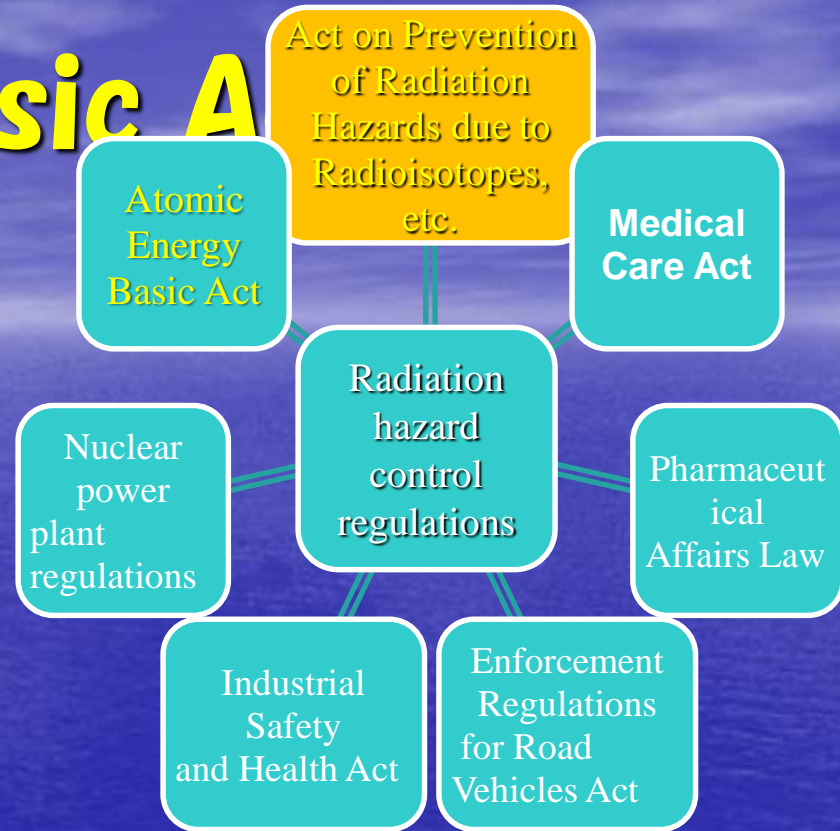 sic A
Act on Prevention
of Radiation
Hazards due to
Radioisotopes,
etc.
Atomic
Energy
Basic Act
Medical
Care Act
Radiation
hazard
control
regulations
Nuclear
power
plant
regulations
Pharmaceut
ical
Affairs Law
Industrial
Safety
and Health Act
Enforcement
Regulations
for Road
Vehicles Act